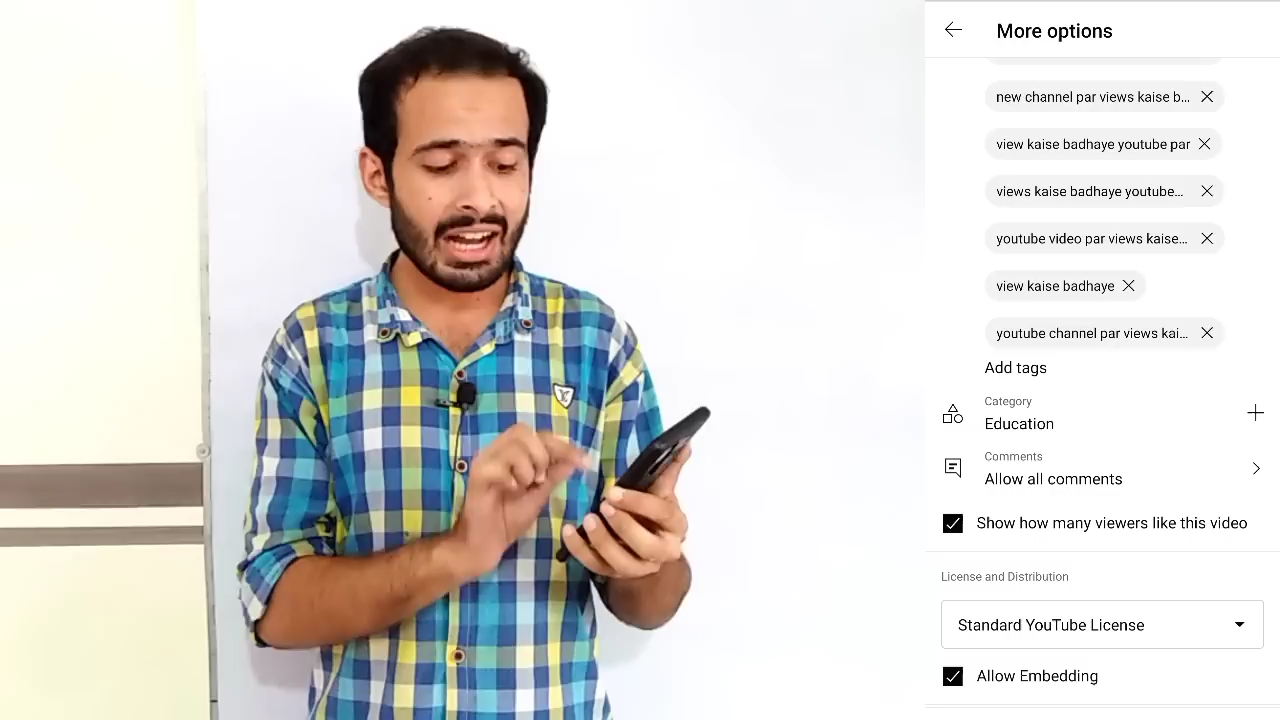 More options
new channel par views kaise b...
view kaise badhaye youtube par
views kaise badhaye youtube...
youtube video par views kaise...
view kaise badhaye
youtube channel par views kai...
Add tags
Category
Education
Comments
Allow all comments
Show how many viewers like this video
License and Distribution
Standard YouTube License
Allow Embedding